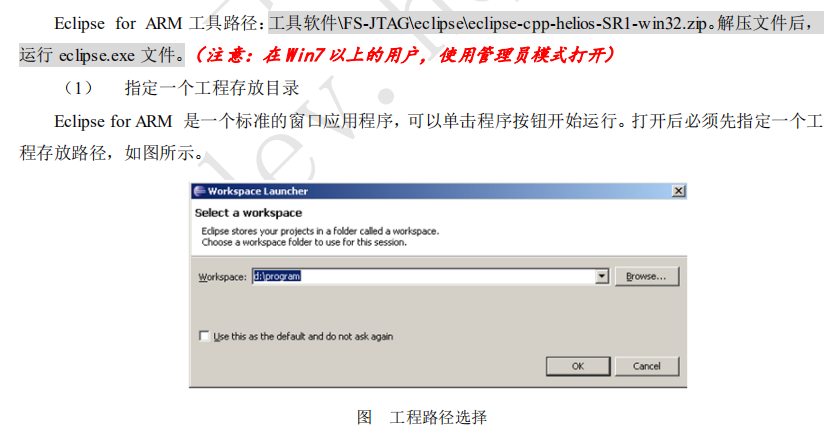 Eclipse for ARM 工具路径：工具软件\FS-JTAG\eclipse\eclipse-cpp-helios-SR1-win32.zip。解压文件后，
运行 eclipse.exe 文件。（注意：在 Win7 以上的用户，使用管理员模式打开）
（1） 指定一个工程存放目录
Eclipse for ARM 是一个标准的窗口应用程序，可以单击程序按钮开始运行。打开后必须先指定一个工
程存放路径，如图所示。
Workspace Launcher
Select a workspace
Eclipse stores your projects in a folder called a workspace.
Choose a workspace folder to use for this session.
Workspace: d:\program Browse...
Use this as the default and do not ask again
OK Cancel
图 工程路径选择